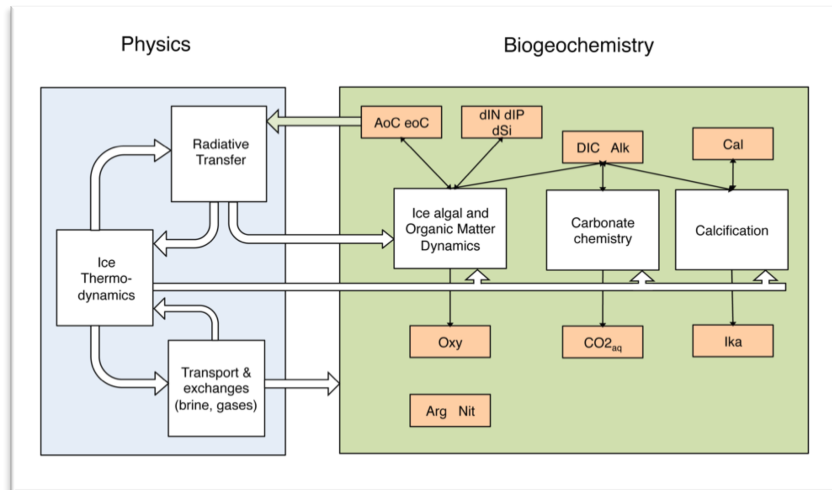 Physics
Biogeochemistry
Radiative
Transfer
Ice
Thermo-
dynamics
Transport &
exchanges
(brine, gases)
AoC eoC
dIN dIP
dSi
DIC Alk
Cal
Ice algal and
Organic Matter
Dynamics
Carbonate
chemistry
Calcification
Oxy
CO2aq
Ika
Arg Nit